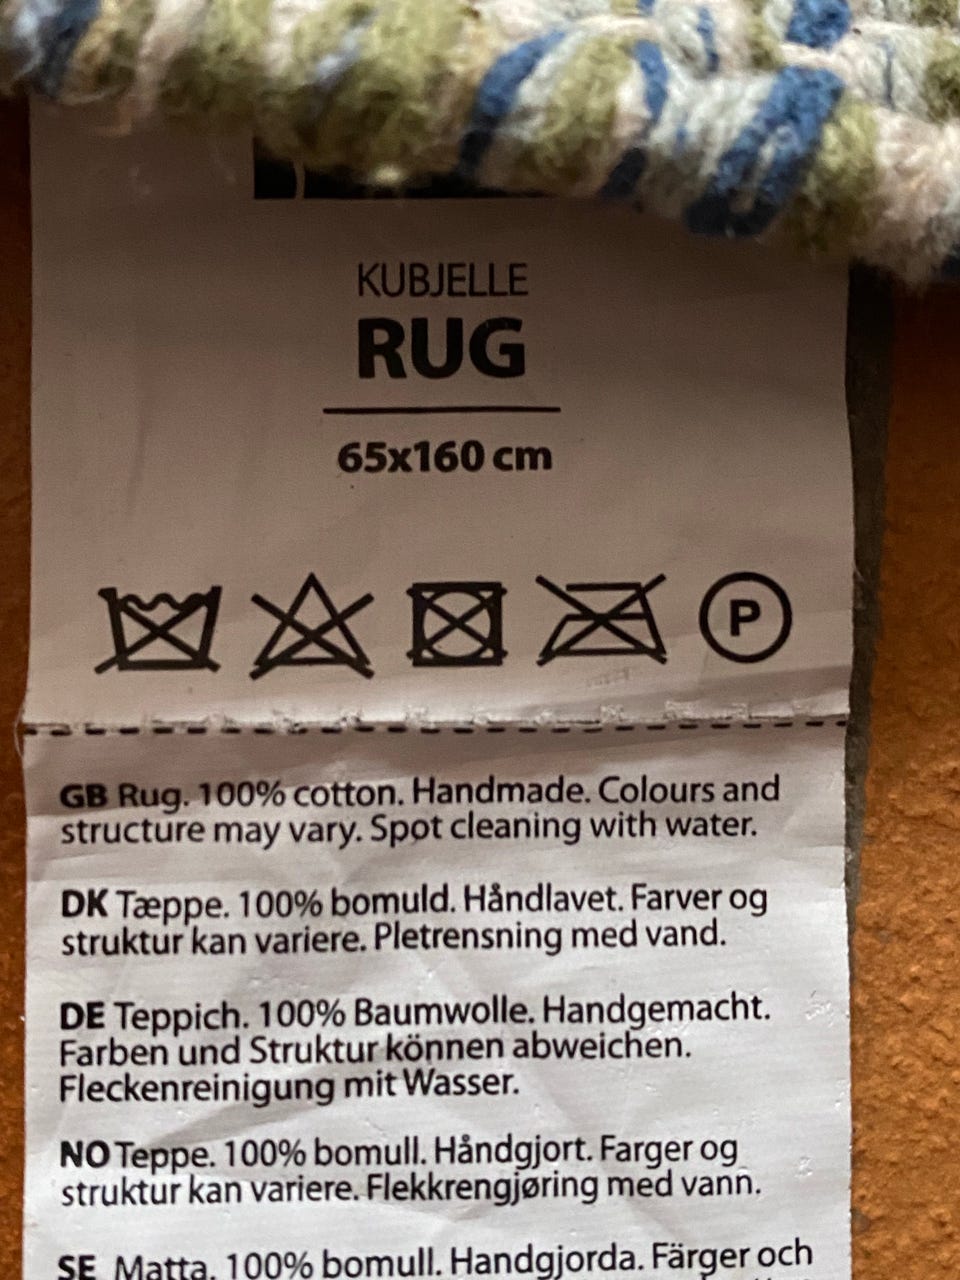 KUBJELLE
RUG
65x160 cm
P
GB Rug. 100% cotton. Handmade. Colours and
structure may vary. Spot cleaning with water.
DK Tæppe. 100% bomuld. Håndlavet. Farver og
struktur kan variere. Pletrensning med vand.
DE Teppich. 100% Baumwolle. Handgemacht.
Farben und Struktur können abweichen.
Fleckenreinigung mit Wasser.
NO Teppe. 100% bomull. Håndgjort. Farger og
struktur kan variere. Flekkrengjøring med vann.
SE Matta. 100% bomull. Handgjorda. Färger och